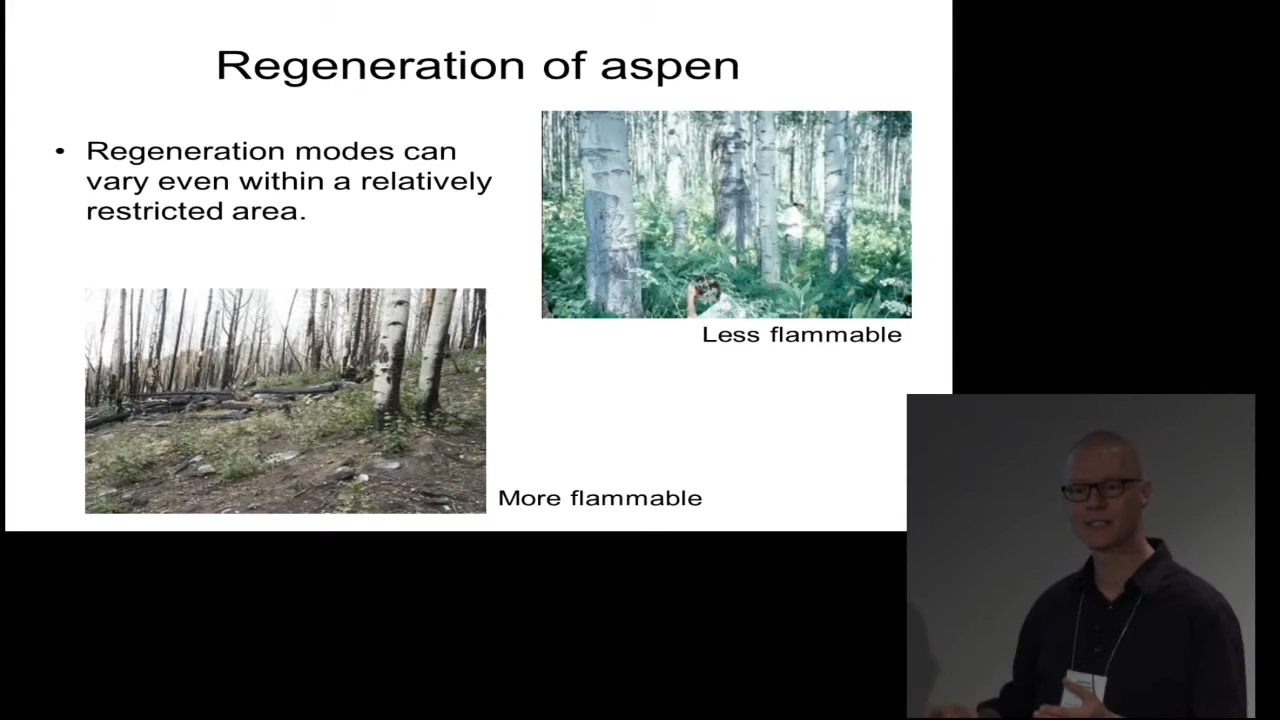 Regeneration of aspen
• Regeneration modes can
vary even within a relatively
restricted area.
Less flammable
More flammable